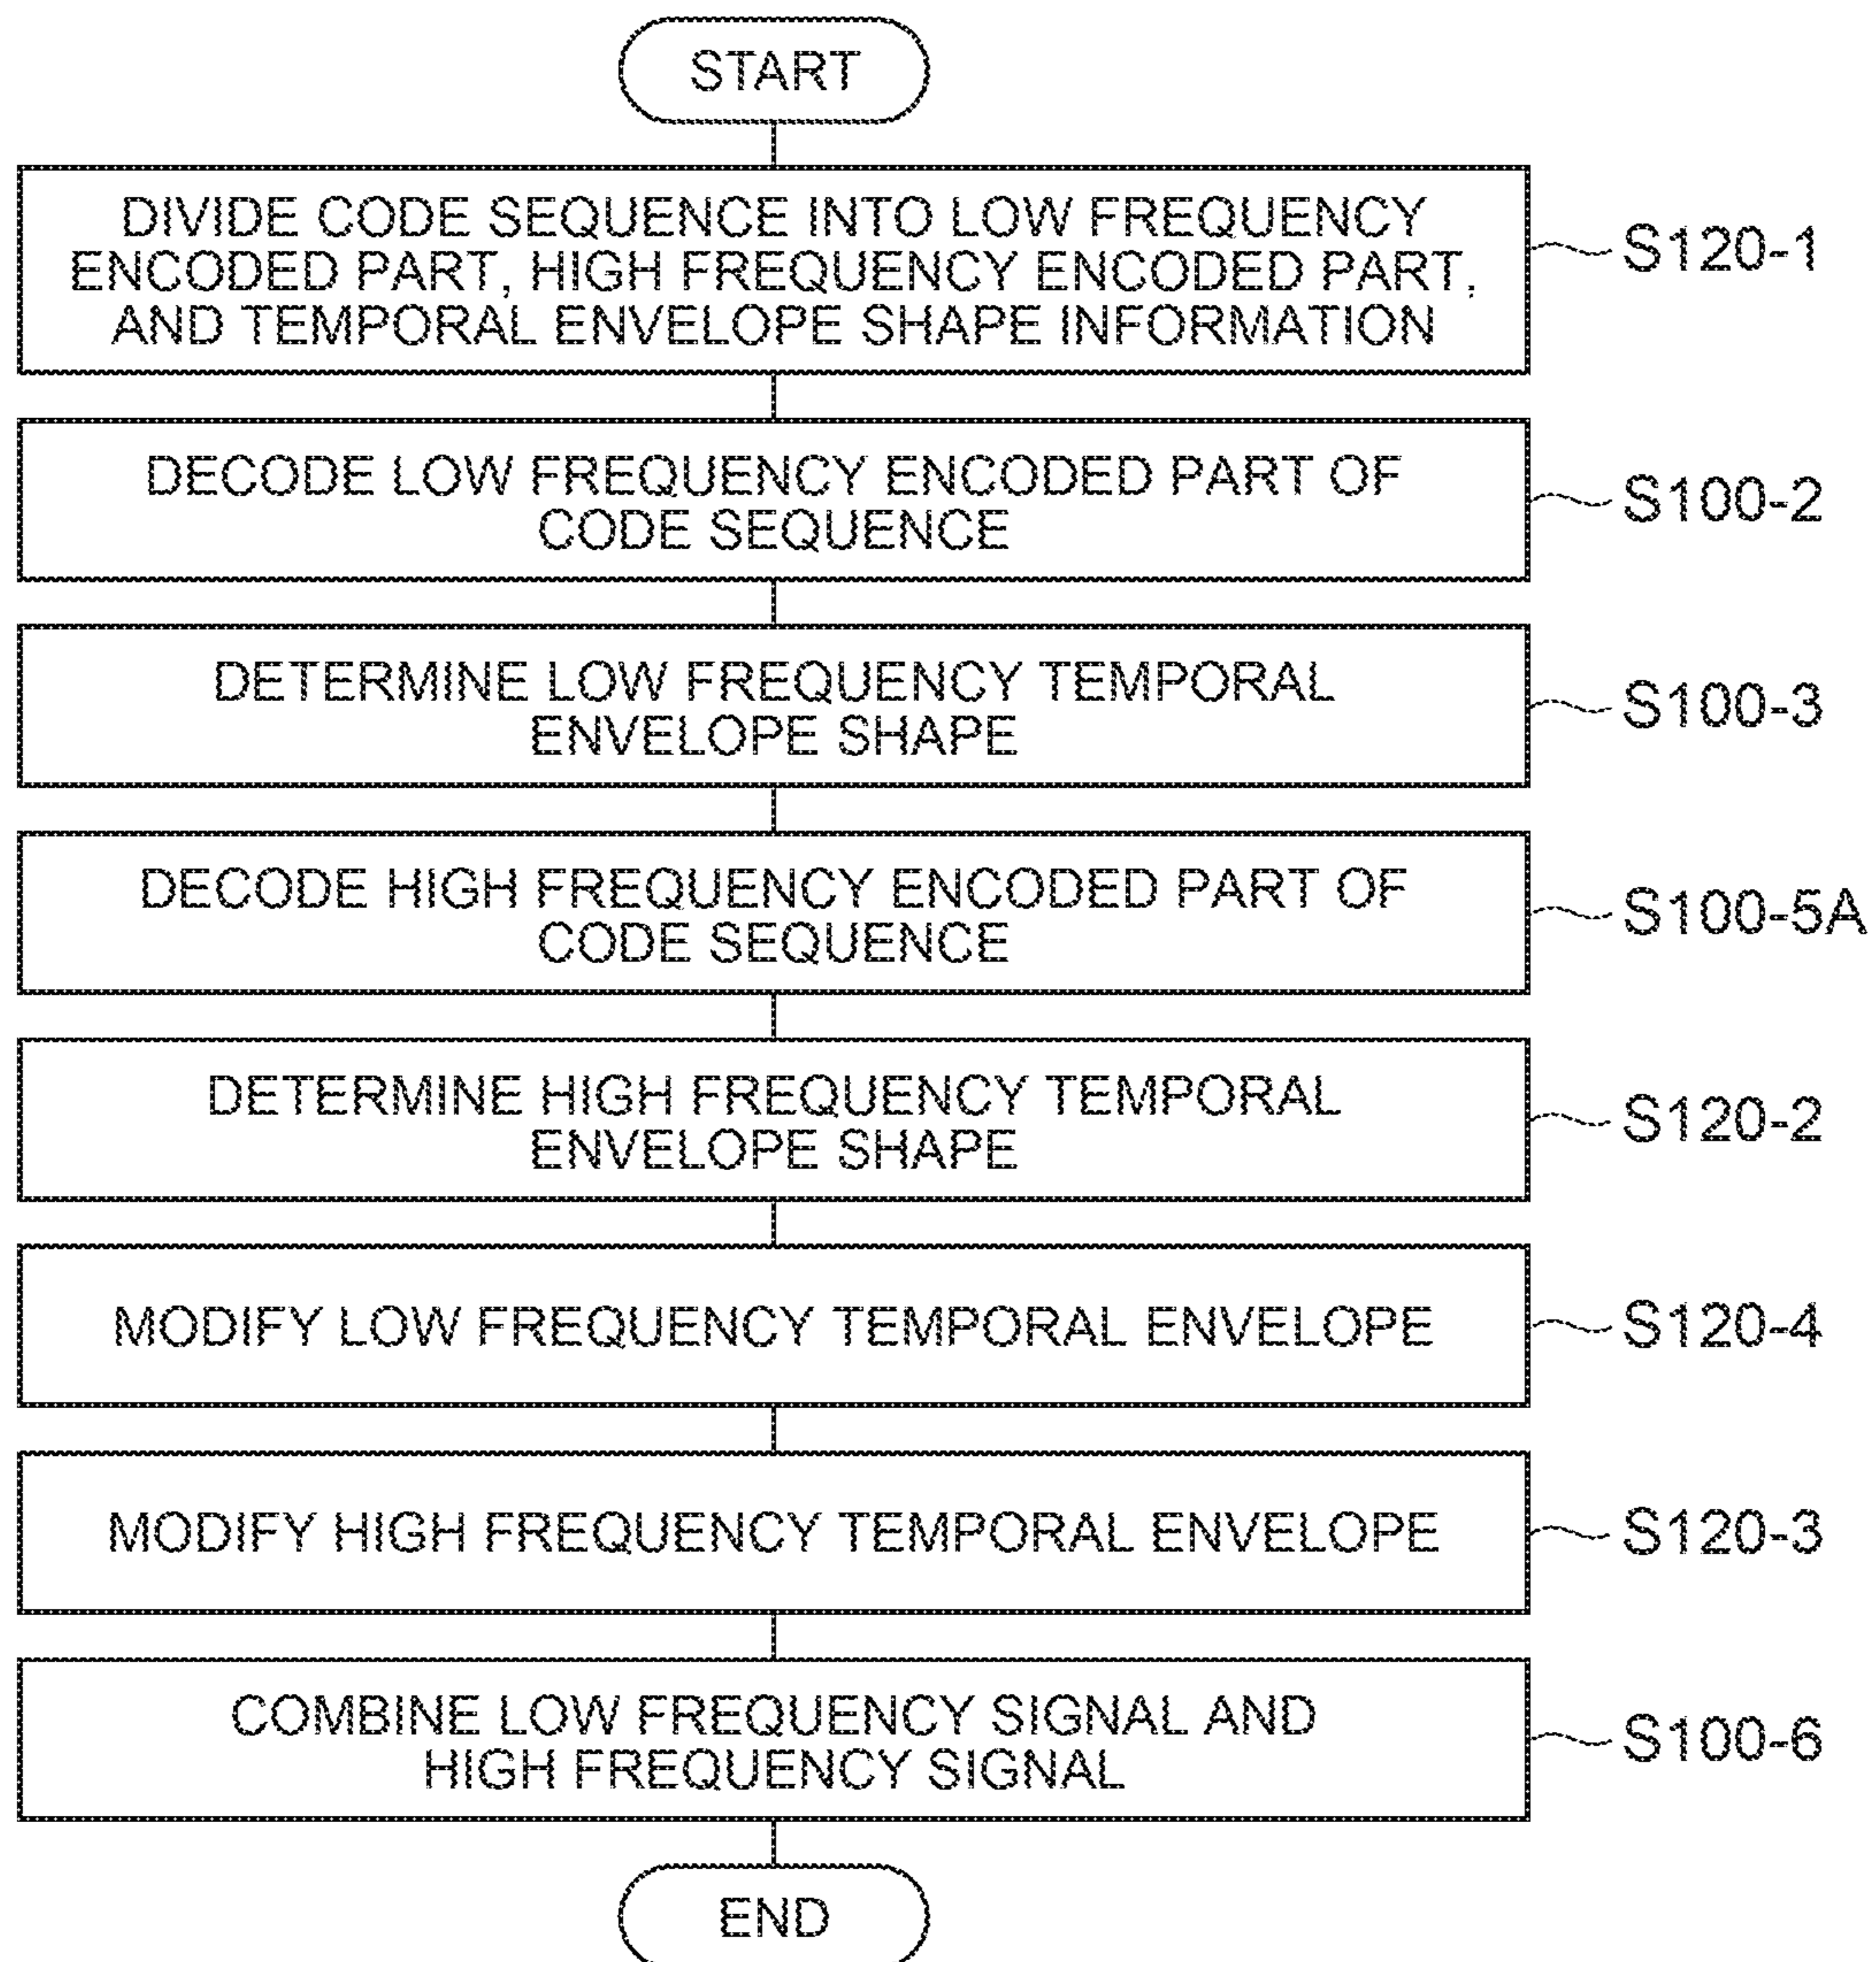 START
DIVIDE CODE SEQUENCE INTO LOW FREQUENCY
ENCODED PART, HIGH FREQUENCY ENCODED PART,
AND TEMPORAL ENVELOPE SHAPE INFORMATION
S120-1
DECODE LOW FREQUENCY ENCODED PART OF
CODE SEQUENCE
S100-2
DETERMINE LOW FREQUENCY TEMPORAL
ENVELOPE SHAPE
S100-3
DECODE HIGH FREQUENCY ENCODED PART OF
CODE SEQUENCE
S100-5A
DETERMINE HIGH FREQUENCY TEMPORAL
ENVELOPE SHAPE
S120-2
MODIFY LOW FREQUENCY TEMPORAL ENVELOPE
S120-4
MODIFY HIGH FREQUENCY TEMPORAL ENVELOPE
S120-3
COMBINE LOW FREQUENCY SIGNAL AND
HIGH FREQUENCY SIGNAL
S100-6
END